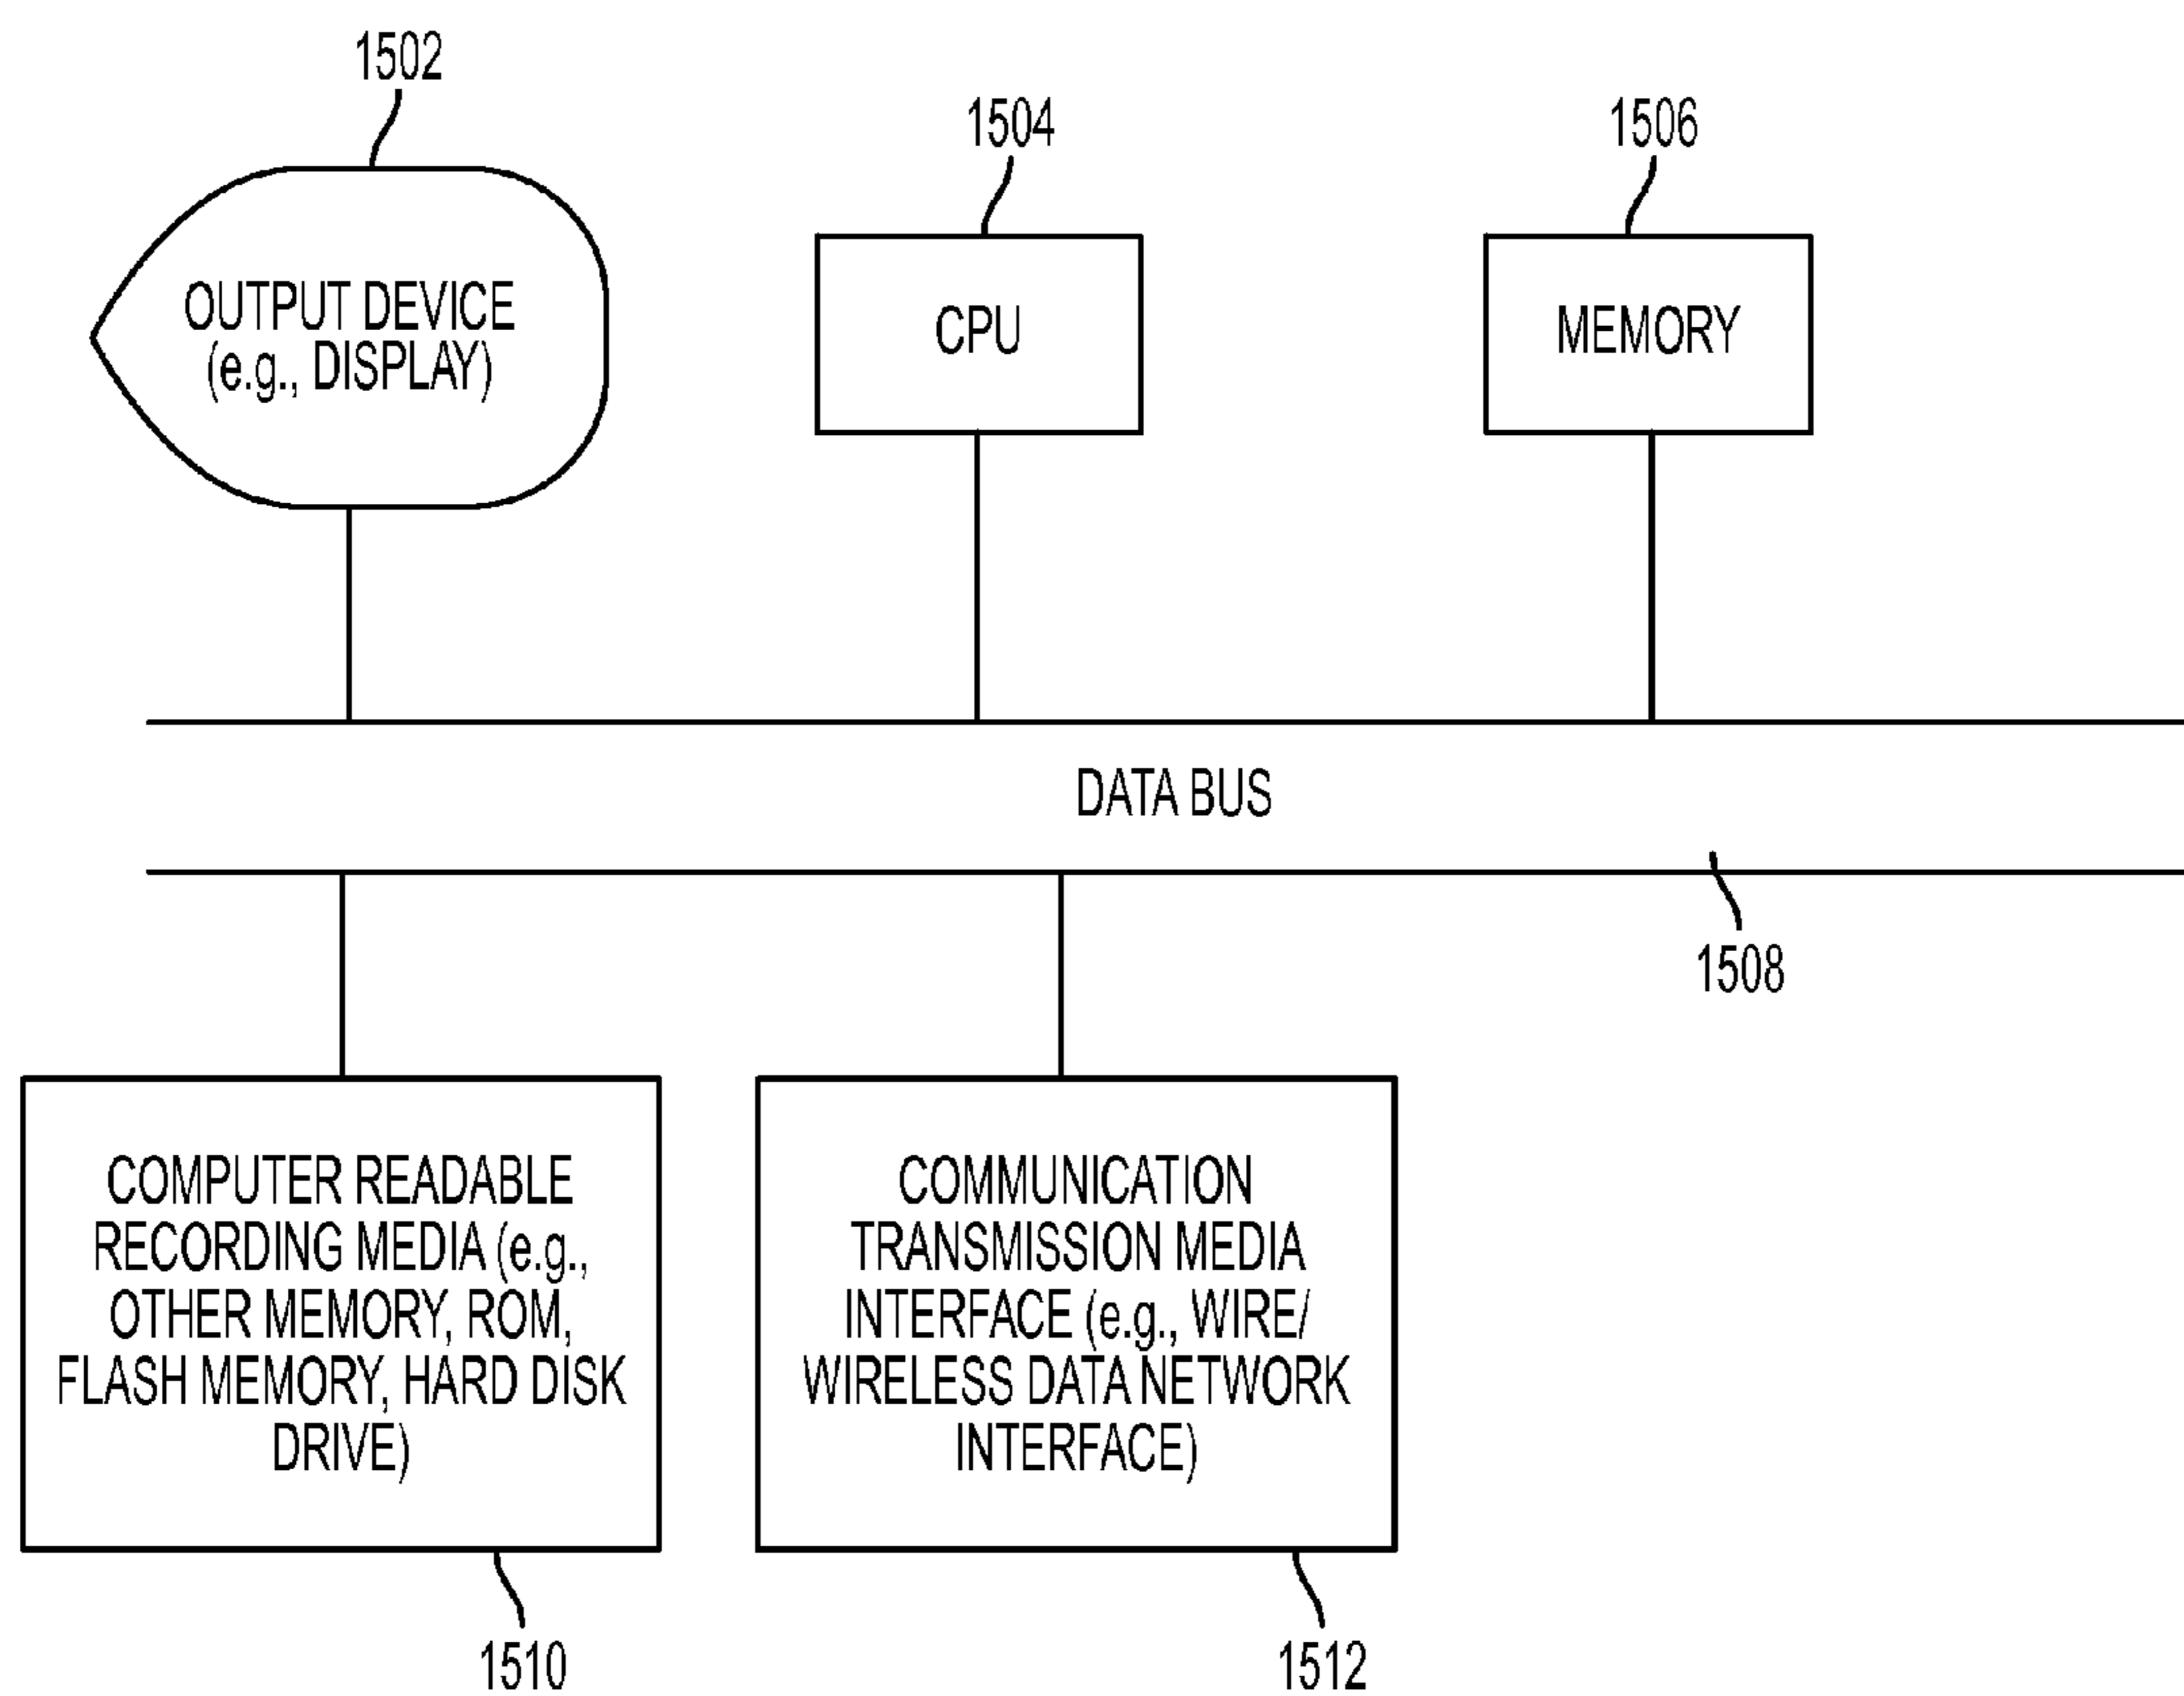 1502
1504
1506
OUTPUT DEVICE
(e.g., DISPLAY)
CPU
MEMORY
DATA BUS
1508
COMPUTER READABLE
RECORDING MEDIA (e.g.,
OTHER MEMORY, ROM,
FLASH MEMORY, HARD DISK
DRIVE)
COMMUNICATION
TRANSMISSION MEDIA
INTERFACE (e.g., WIRE/
WIRELESS DATA NETWORK
INTERFACE)
1510
1512